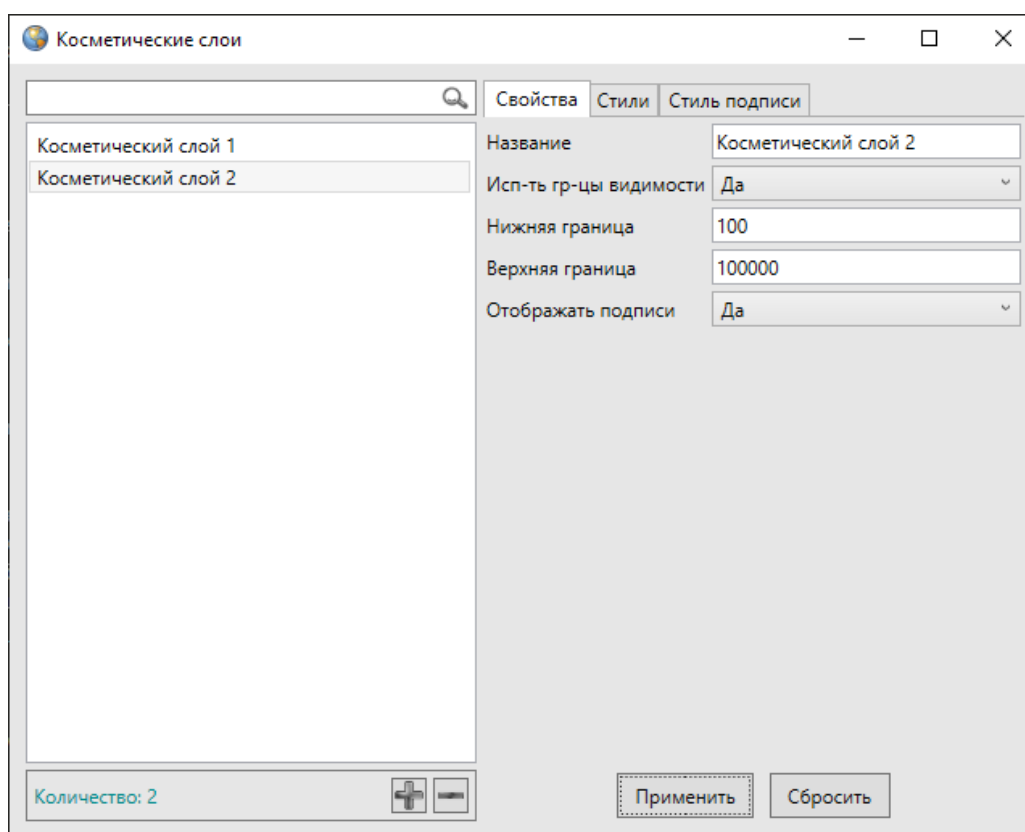 Косметические слои
Свойства Стили Стиль подписи
Косметический слой 1
Косметический слой 2
Название Косметический слой 2
Исп-ть гр-цы видимости Да
Нижняя граница 100
Верхняя граница 100000
Отображать подписи Да
Количество: 2
Применить Сбросить